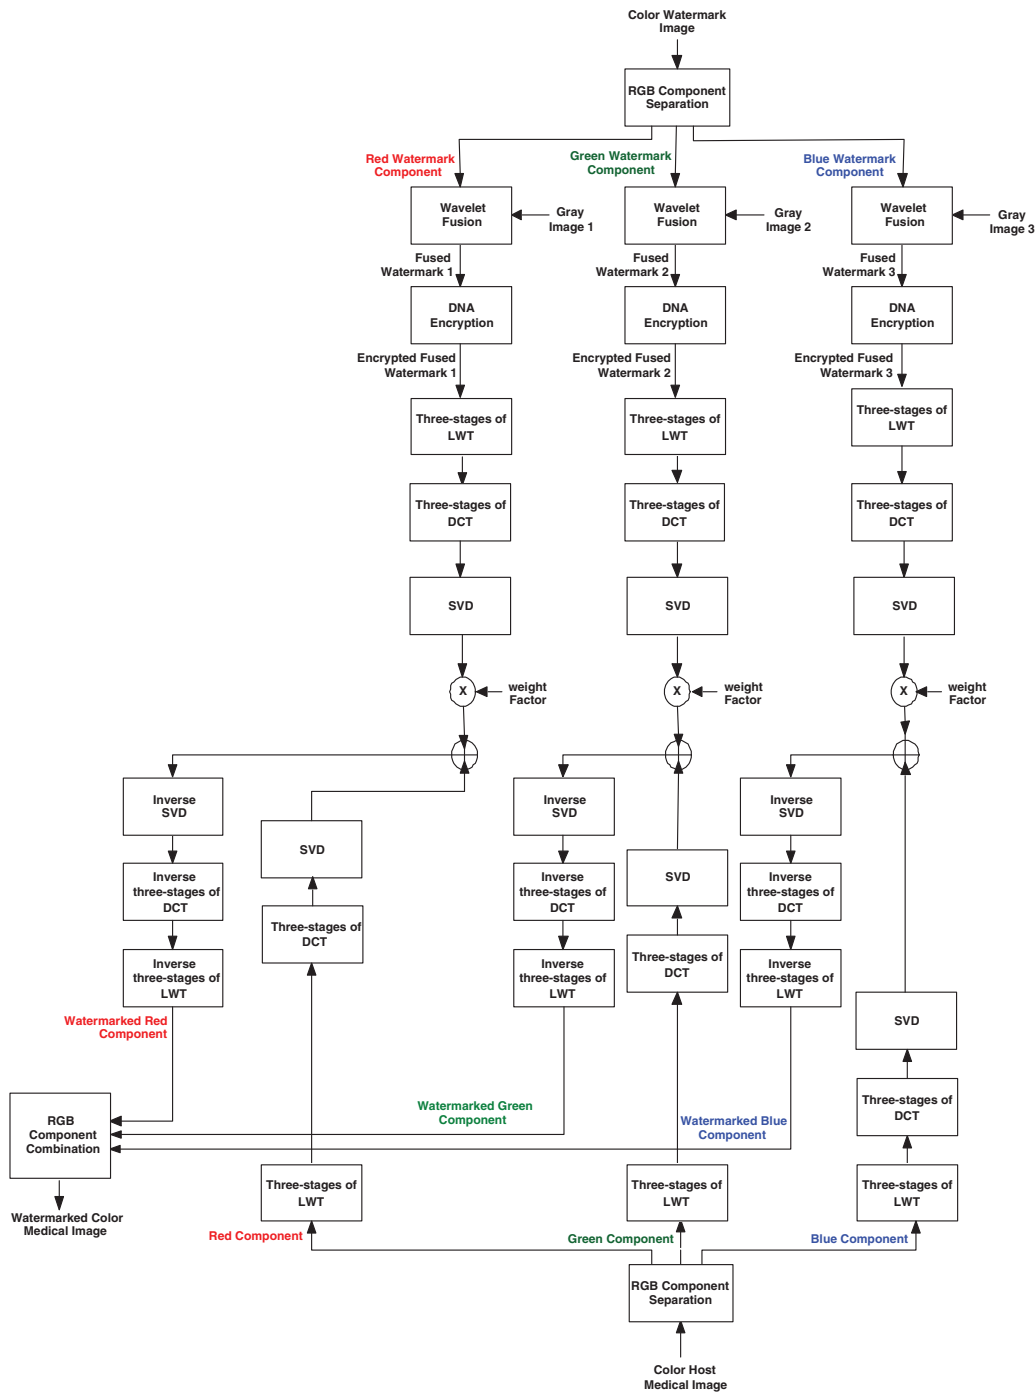 Color Watermark
Image
RGB Component
Separation
Red Watermark
Component
Green Watermark
Component
Blue Watermark
Component
Wavelet
Fusion
Gray
Image 1
Wavelet
Fusion
Gray
Image 2
Wavelet
Fusion
Gray
Image 3
Fused
Watermark 1
Fused
Watermark 2
Fused
Watermark 3
DNA
Encryption
DNA
Encryption
DNA
Encryption
Encrypted Fused
Watermark 1
Encrypted Fused
Watermark 2
Encrypted Fused
Watermark 3
Three-stages of
LWT
Three-stages of
LWT
Three-stages of
LWT
Three-stages of
DCT
Three-stages of
DCT
Three-stages of
DCT
SVD
SVD
SVD
X
weight
Factor
X
weight
Factor
X
weight
Factor
Inverse
SVD
Inverse
SVD
Inverse
SVD
SVD
SVD
Inverse
three-stages of
DCT
Inverse
three-stages of
DCT
Inverse
three-stages of
DCT
Three-stages of
DCT
Three-stages of
DCT
Inverse
three-stages of
LWT
Inverse
three-stages of
LWT
Inverse
three-stages of
LWT
SVD
Watermarked Red
Component
Watermarked Green
Component
Watermarked Blue
Component
Three-stages of
DCT
RGB
Component
Combination
Three-stages of
LWT
Three-stages of
LWT
Three-stages of
LWT
Watermarked Color
Medical Image
Red Component
Green Component
Blue Component
RGB Component
Separation
Color Host
Medical Image